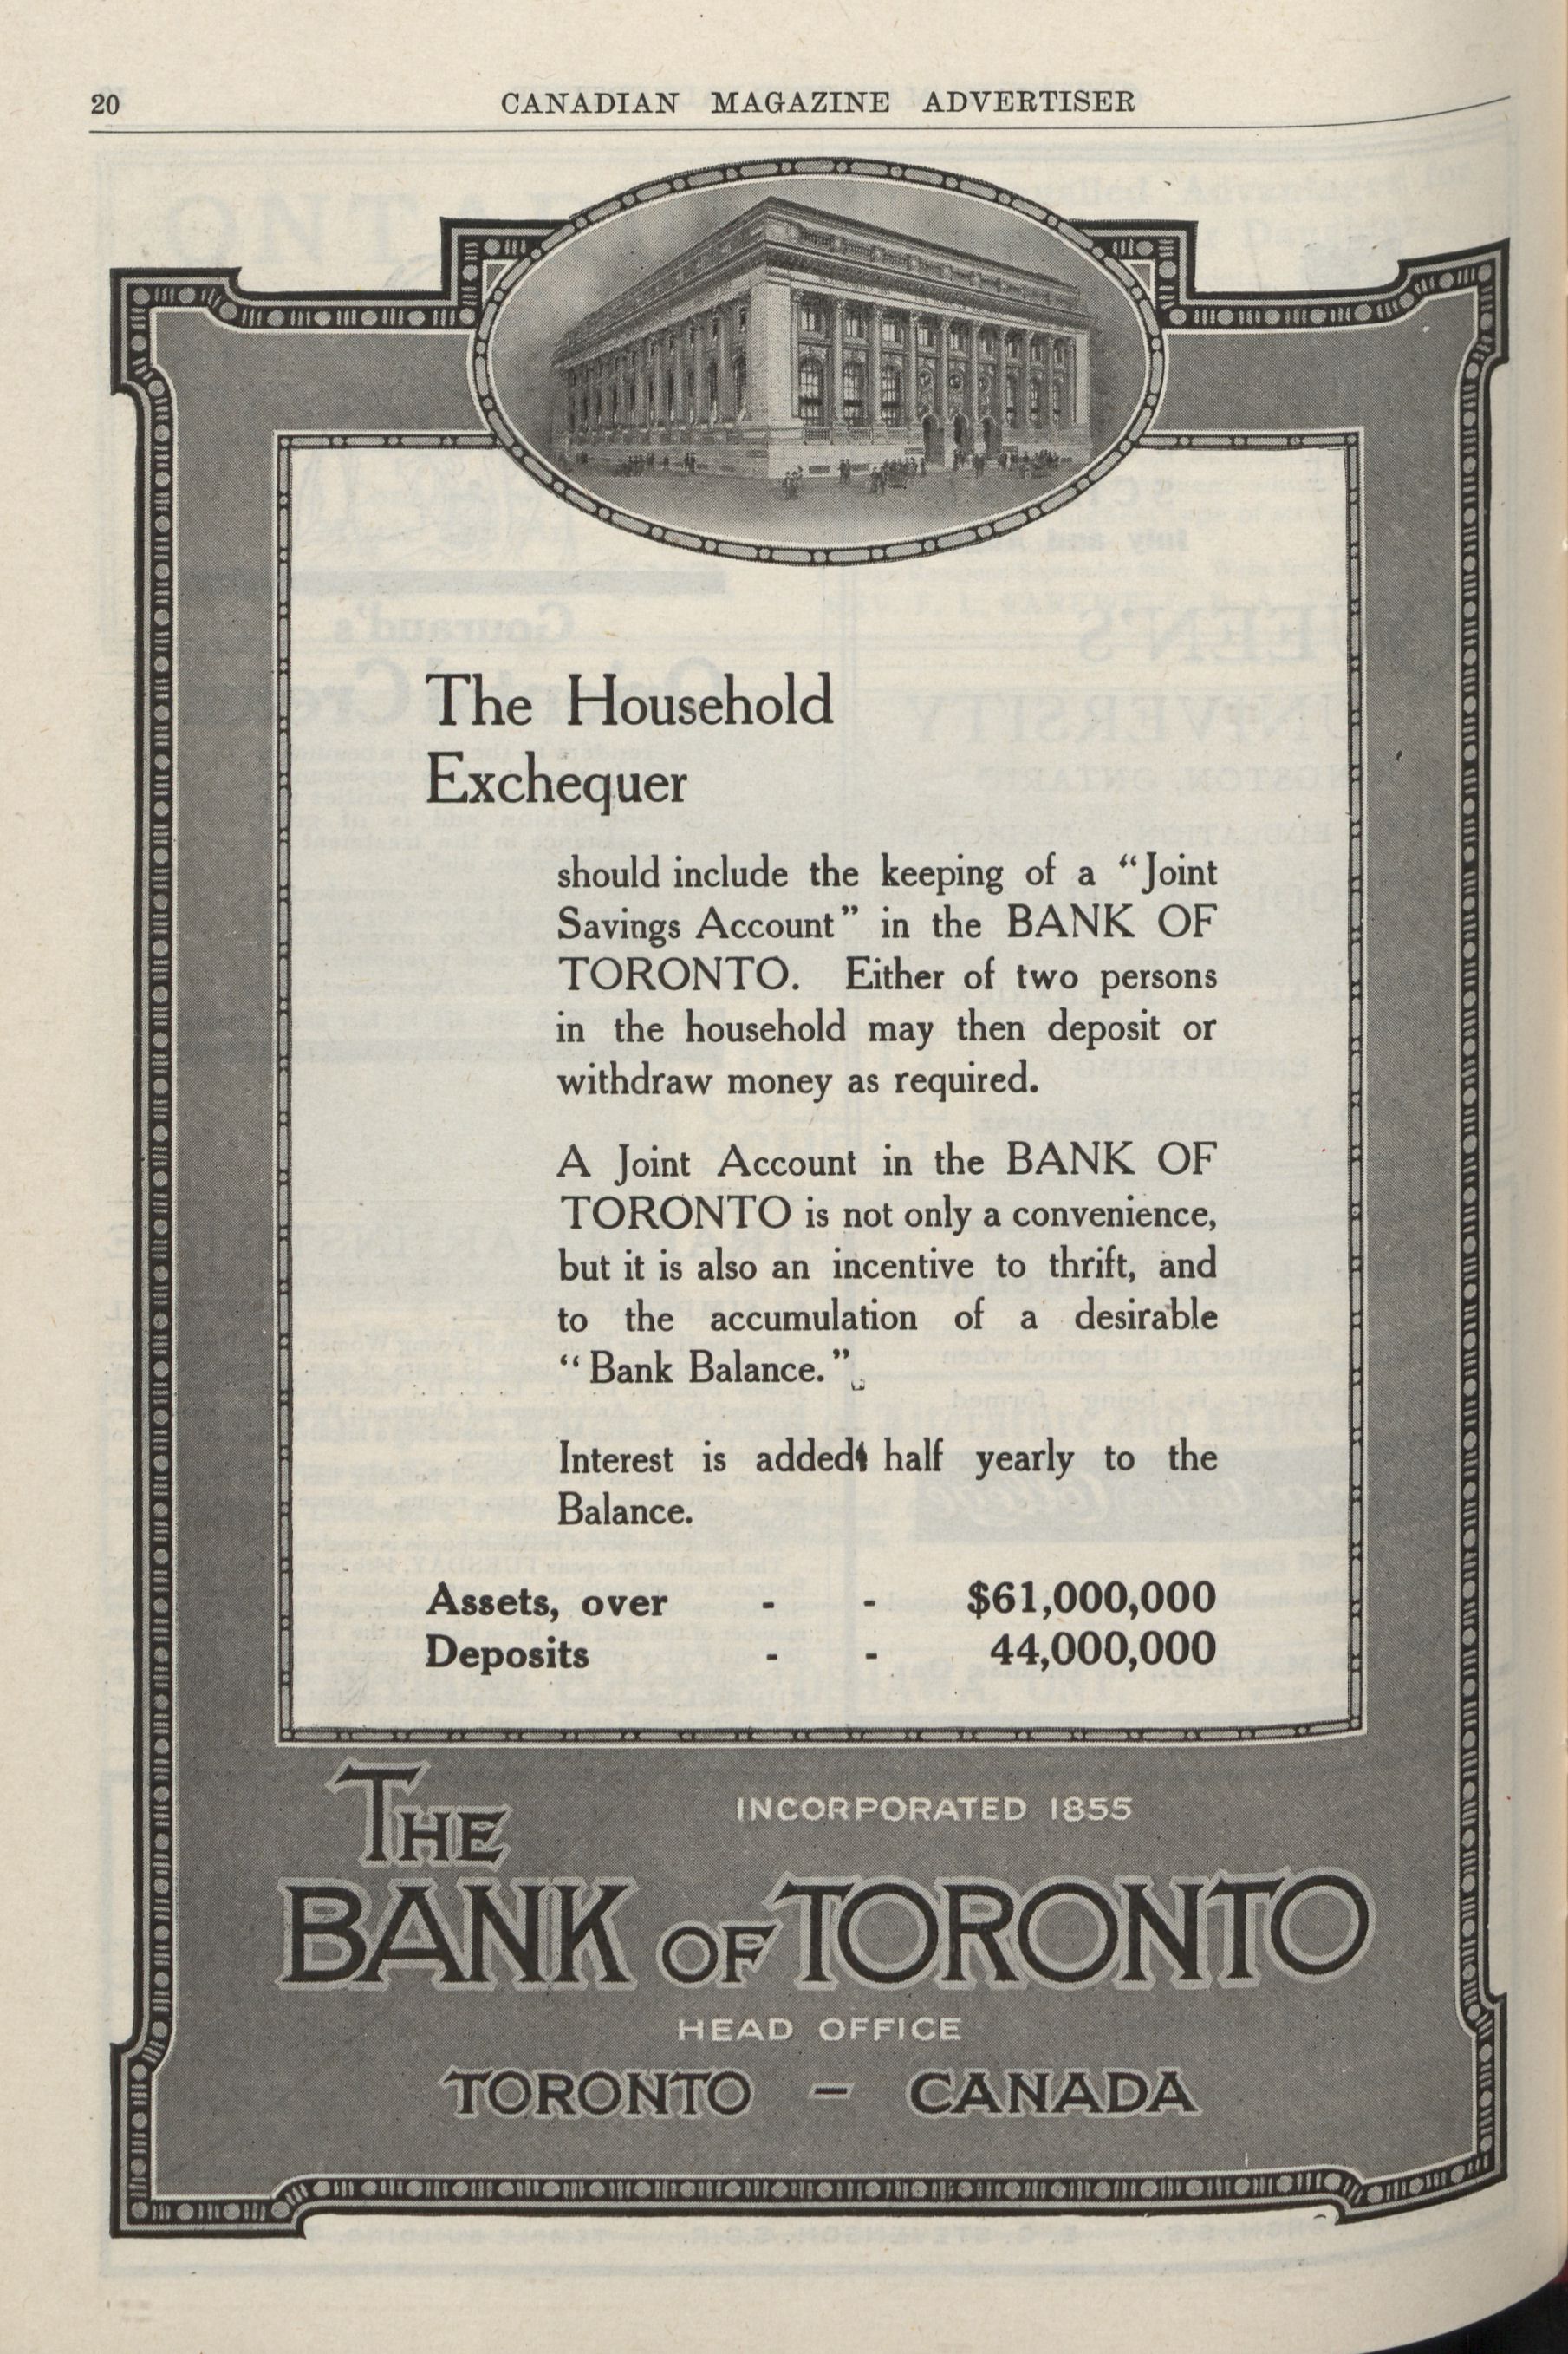 20
CANADIAN MAGAZINE ADVERTISER
The Household
Exchequer
should include the keeping of a “Joint
Savings Account” in the BANK OF
TORONTO. Either of two persons
in the household may then deposit or
withdraw money as required.
A Joint Account in the BANK OF
TORONTO is not only a convenience,
but it is also an incentive to thrift, and
to the accumulation of a desirable
“Bank Balance.”
Interest is added half yearly to the
Balance.
Assets, over - - $61,000,000
Deposits - - 44,000,000
THE
INCORPORATED 1855
BANK OF TORONTO
HEAD OFFICE
TORONTO - CANADA